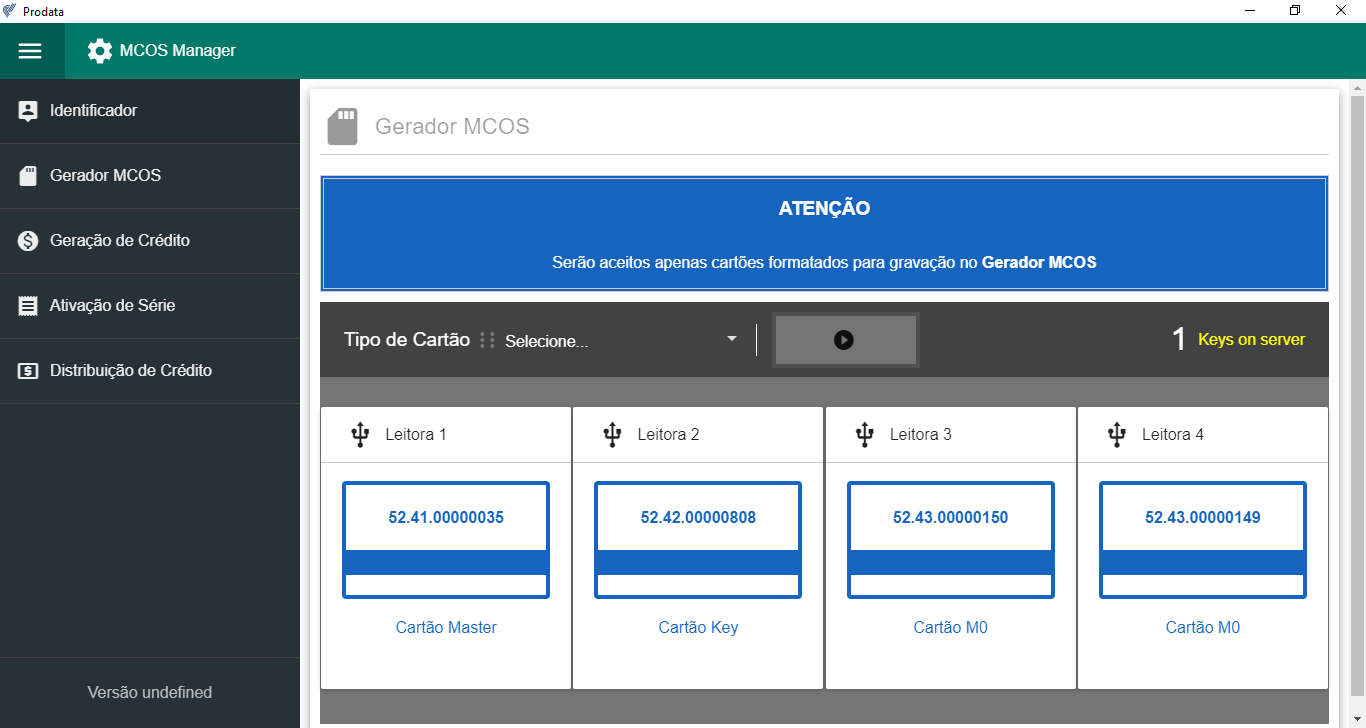 Prodata
MCOS Manager
Identificador
Gerador MCOS
Geração de Crédito
Ativação de Série
Distribuição de Crédito
Versão undefined
Gerador MCOS
ATENÇÃO
Serão aceitos apenas cartões formatados para gravação no Gerador MCOS
Tipo de Cartão Selecione... 1 Keys on server
Leitora 1
52.41.00000035
Cartão Master
Leitora 2
52.42.00000808
Cartão Key
Leitora 3
52.43.00000150
Cartão M0
Leitora 4
52.43.00000149
Cartão M0